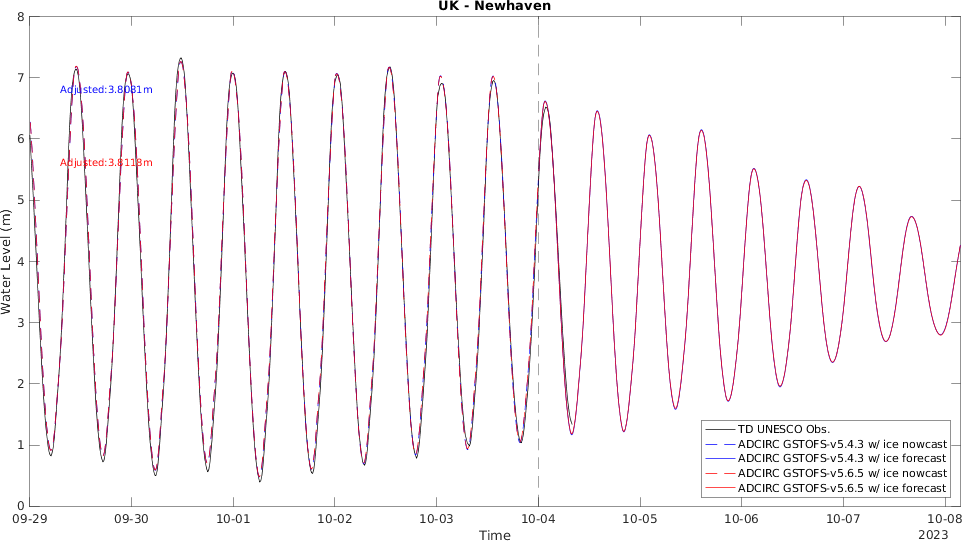 UK - Newhaven
8
7
6
5
4
3
2
1
0
Water Level (m)
Adjusted:3.8081m
Adjusted:3.8118m
TD UNESCO Obs.
ADCIRC GSTOFS-v5.4.3 w/ ice nowcast
ADCIRC GSTOFS-v5.4.3 w/ ice forecast
ADCIRC GSTOFS-v5.6.5 w/ ice nowcast
ADCIRC GSTOFS-v5.6.5 w/ ice forecast
09-29 09-30 10-01 10-02 10-03 10-04 10-05 10-06 10-07 10-08
Time
2023